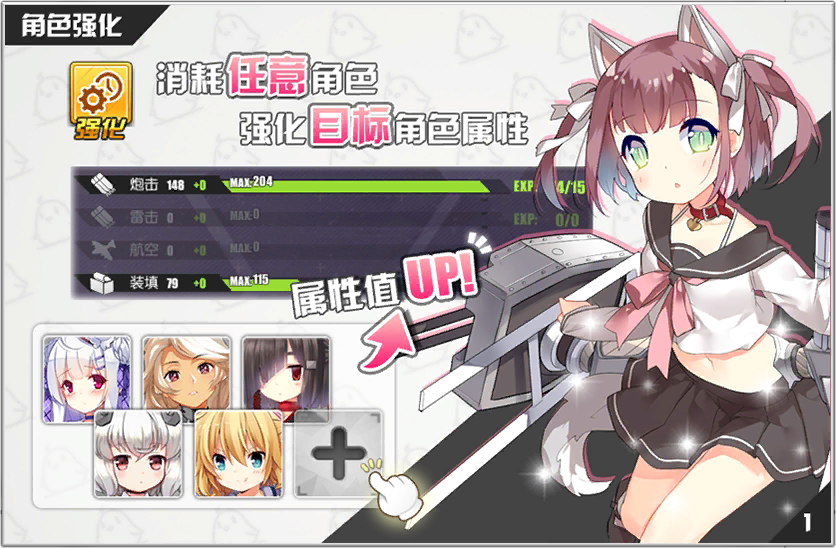 角色强化
强化
消耗任意角色
强化目标角色属性
炮击 148 +0 MAX:204 EXP: 4/15
雷击 0 +0 MAX:0 EXP: 0/0
航空 0 +0 MAX:0
装填 79 +0 MAX:115
属性值 UP!
1